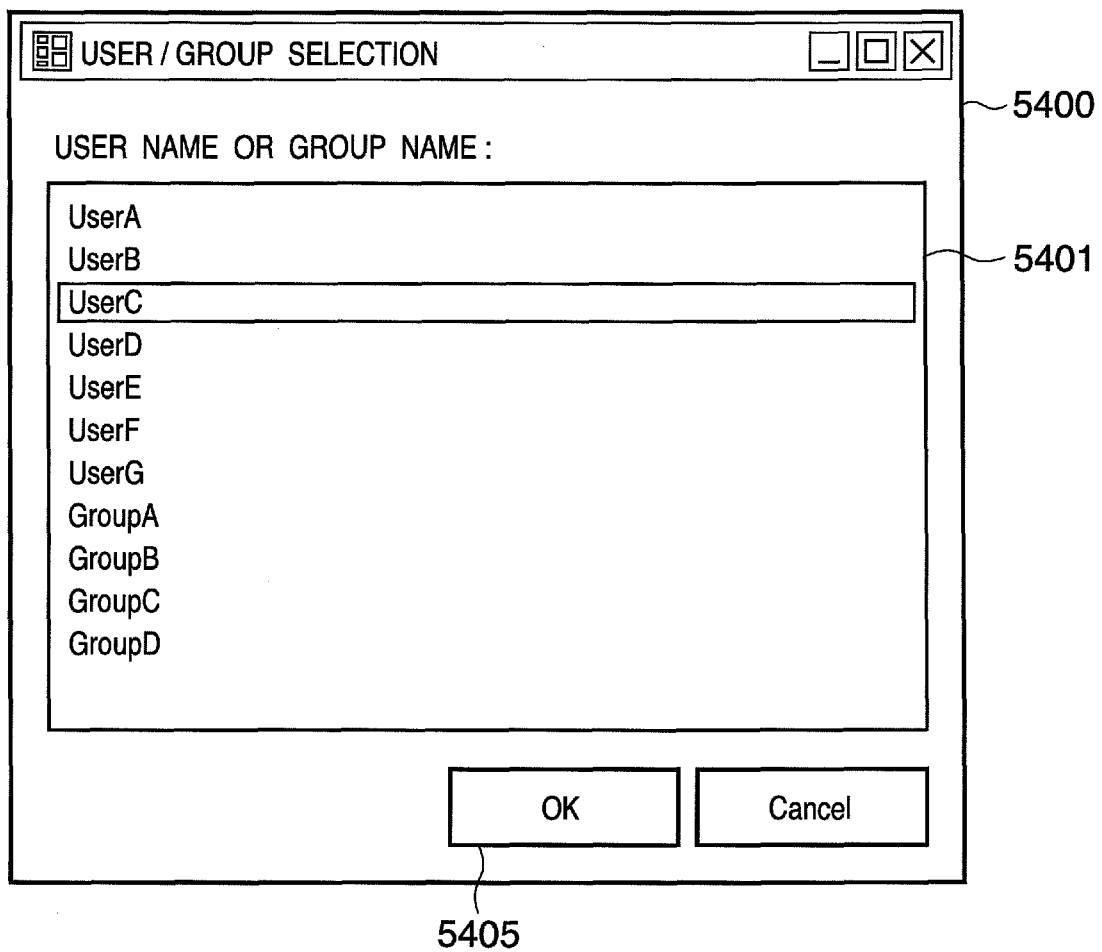 USER / GROUP SELECTION
5400
USER NAME OR GROUP NAME :
UserA
UserB
5401
UserC
UserD
UserE
UserF
UserG
GroupA
GroupB
GroupC
GroupD
OK Cancel
5405